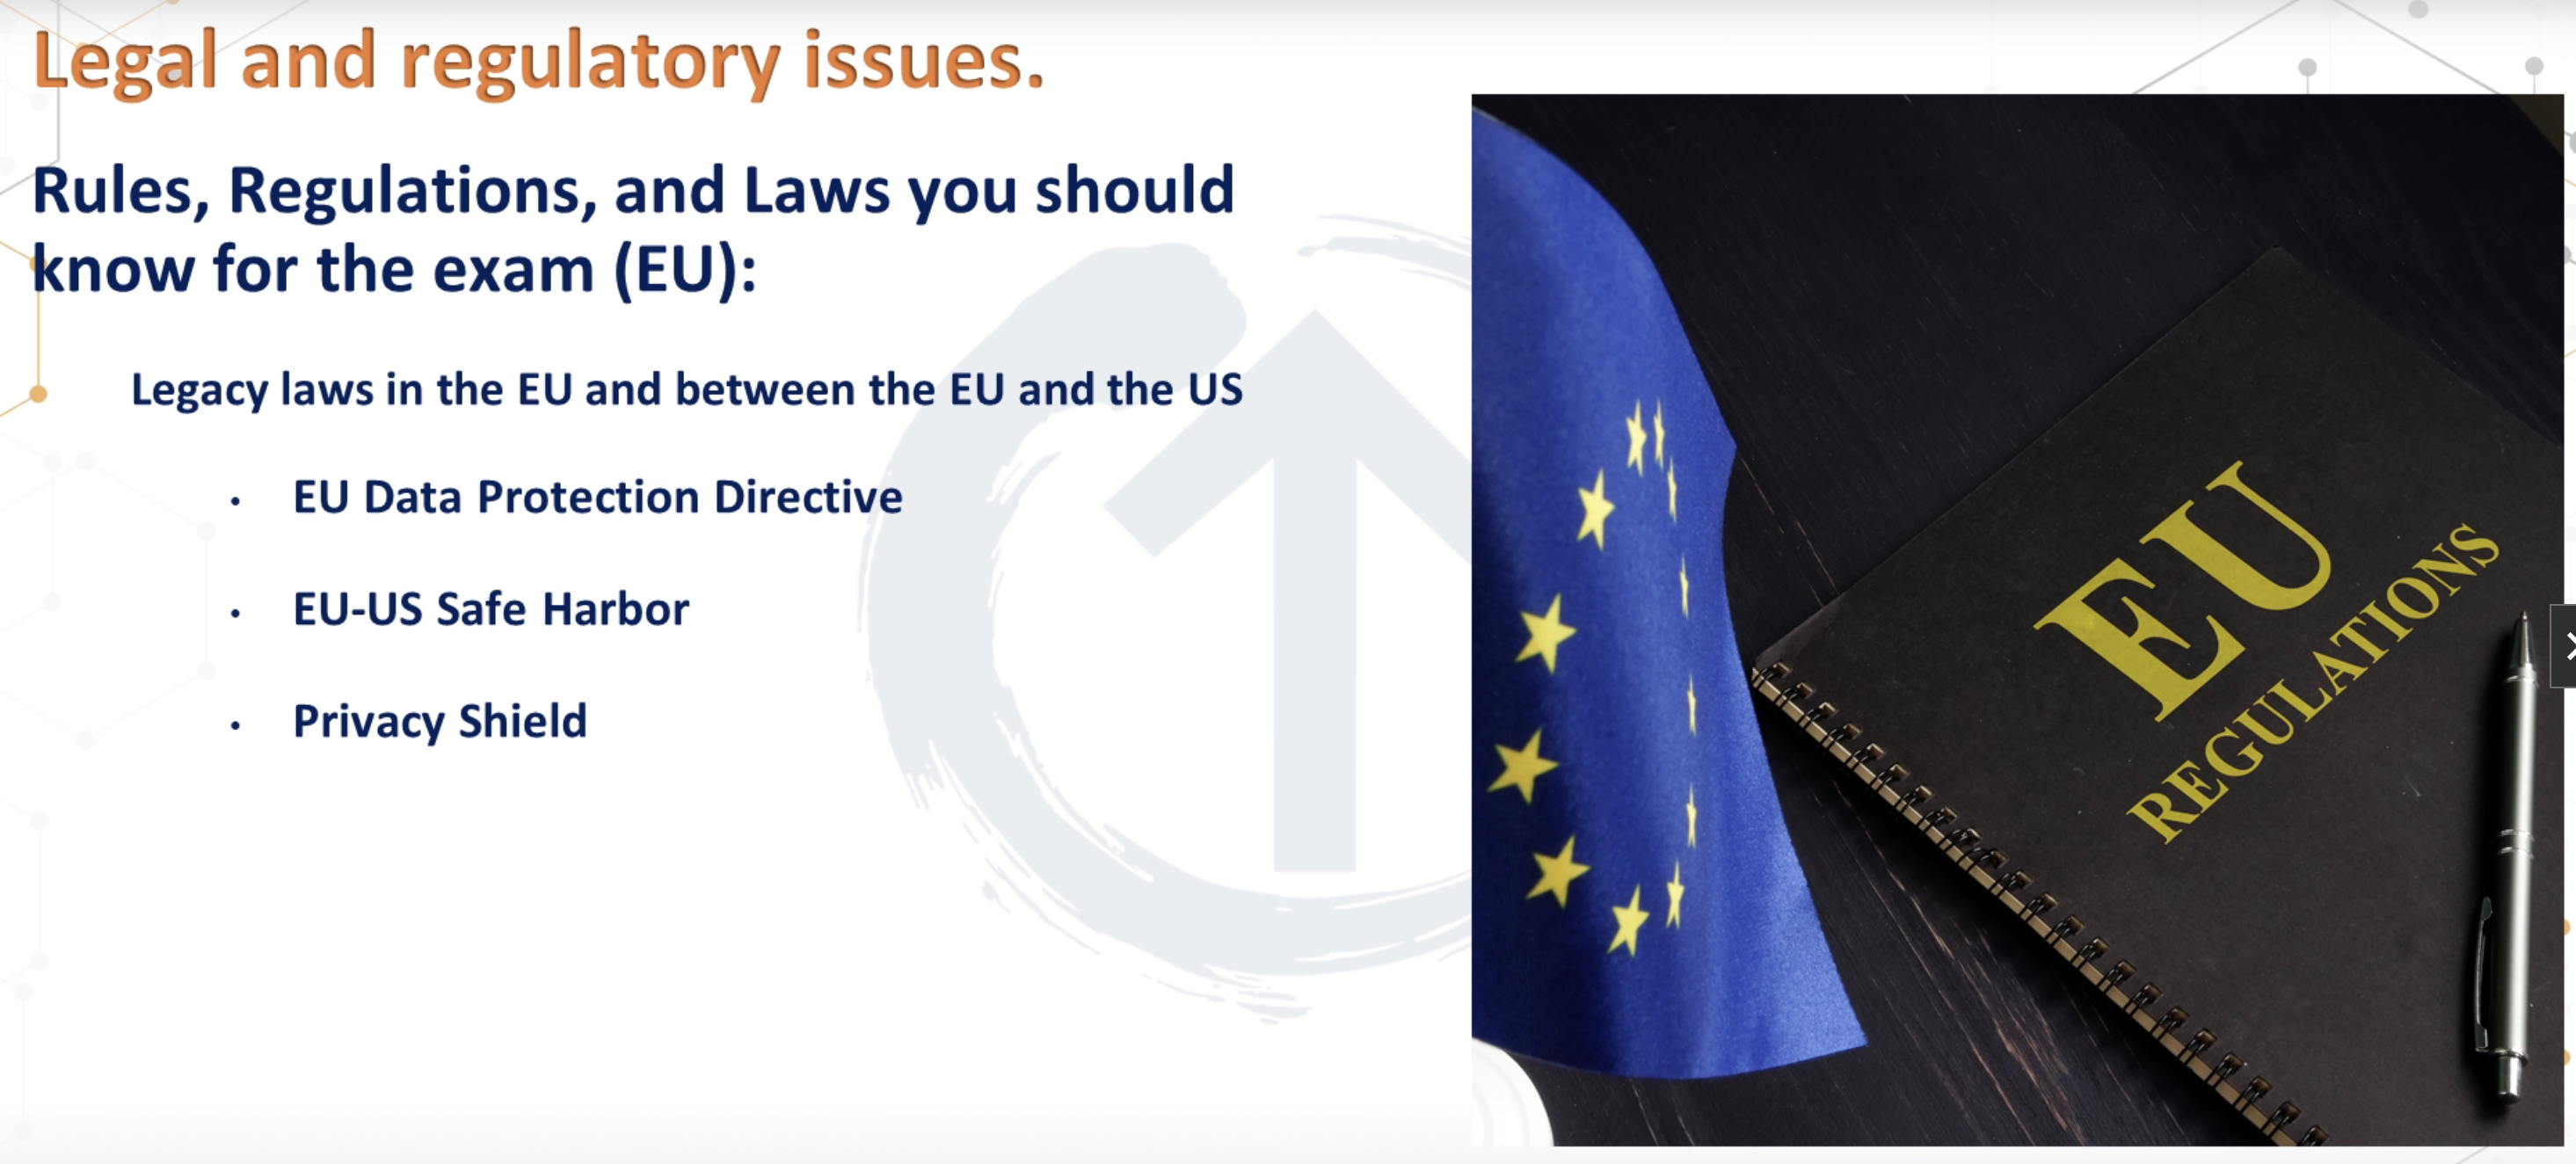 Legal and regulatory issues.
Rules, Regulations, and Laws you should
know for the exam (EU):
Legacy laws in the EU and between the EU and the US
• EU Data Protection Directive
• EU-US Safe Harbor
• Privacy Shield
EU
REGULATIONS